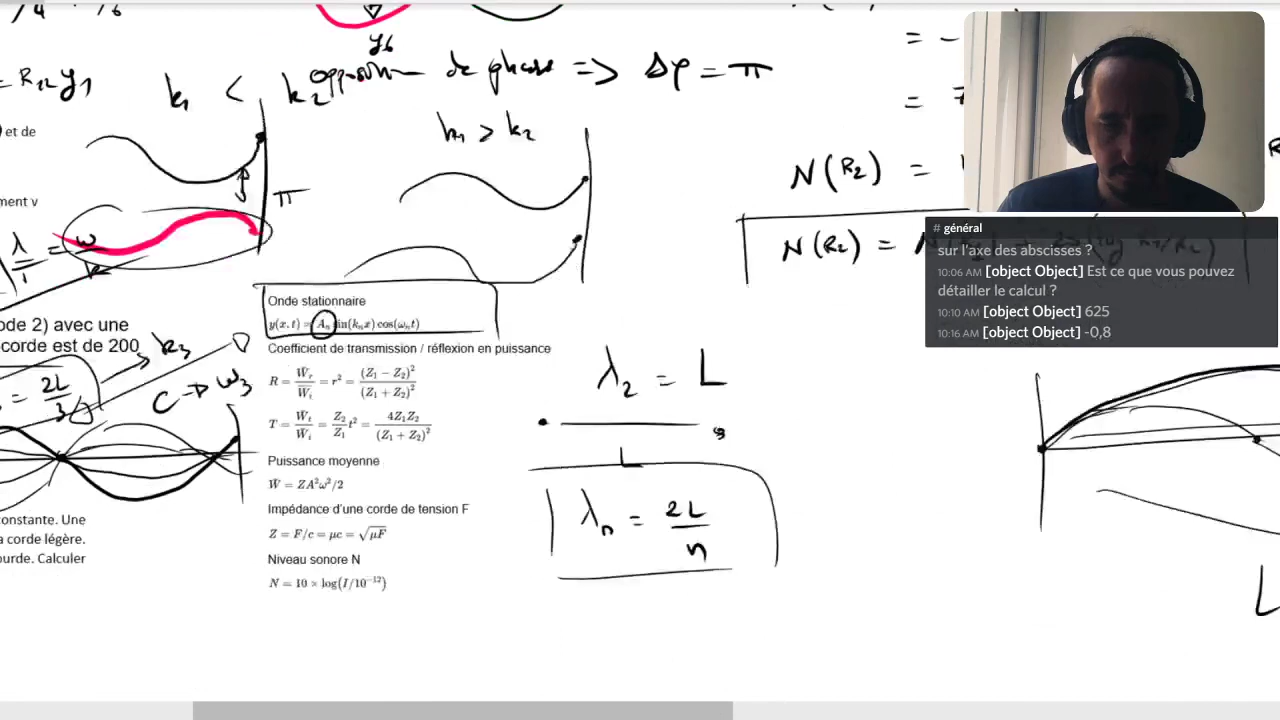 = R12 y1
y6
opposition de phase => Δφ = π
k1 < k2
k1 > k2
et de
ment v
π
λ
= w
k
N(R2) =
N(R2) =
= -
=
# général
sur l'axe des abscisses ?
10:06 AM [object Object] Est ce que vous pouvez
détailler le calcul ?
10:10 AM [object Object] 625
10:16 AM [object Object] -0,8
ode 2) avec une
corde est de 200
= 2L/3
k3
C → w3
onstante. Une
a corde légère.
ourde. Calculer
Onde stationnaire
y(x, t) = An sin(knx) cos(ωnt)
Coefficient de transmission / réflexion en puissance
R = W̄r/W̄i = r² = (Z1 − Z2)²/(Z1 + Z2)²
T = W̄t/W̄i = Z2/Z1 t² = 4Z1Z2/(Z1 + Z2)²
Puissance moyenne
W̄ = ZA²ω²/2
Impédance d'une corde de tension F
Z = F/c = μc = √μF
Niveau sonore N
N = 10 × log(I/10⁻¹²)
λ2 = L
L
λn = 2L/n
L